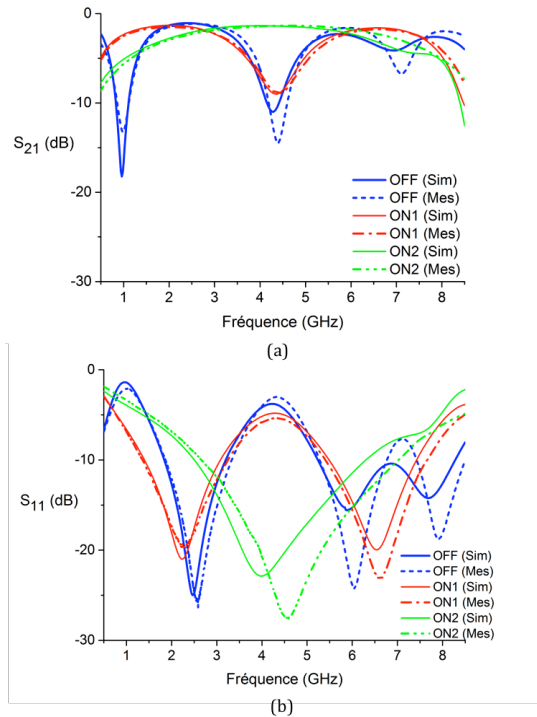 0
-10
-20
-30
S21 (dB)
OFF (Sim)
OFF (Mes)
ON1 (Sim)
ON1 (Mes)
ON2 (Sim)
ON2 (Mes)
1 2 3 4 5 6 7 8
Fréquence (GHz)
(a)
0
-10
-20
-30
S11 (dB)
OFF (Sim)
OFF (Mes)
ON1 (Sim)
ON1 (Mes)
ON2 (Sim)
ON2 (Mes)
1 2 3 4 5 6 7 8
Fréquence (GHz)
(b)